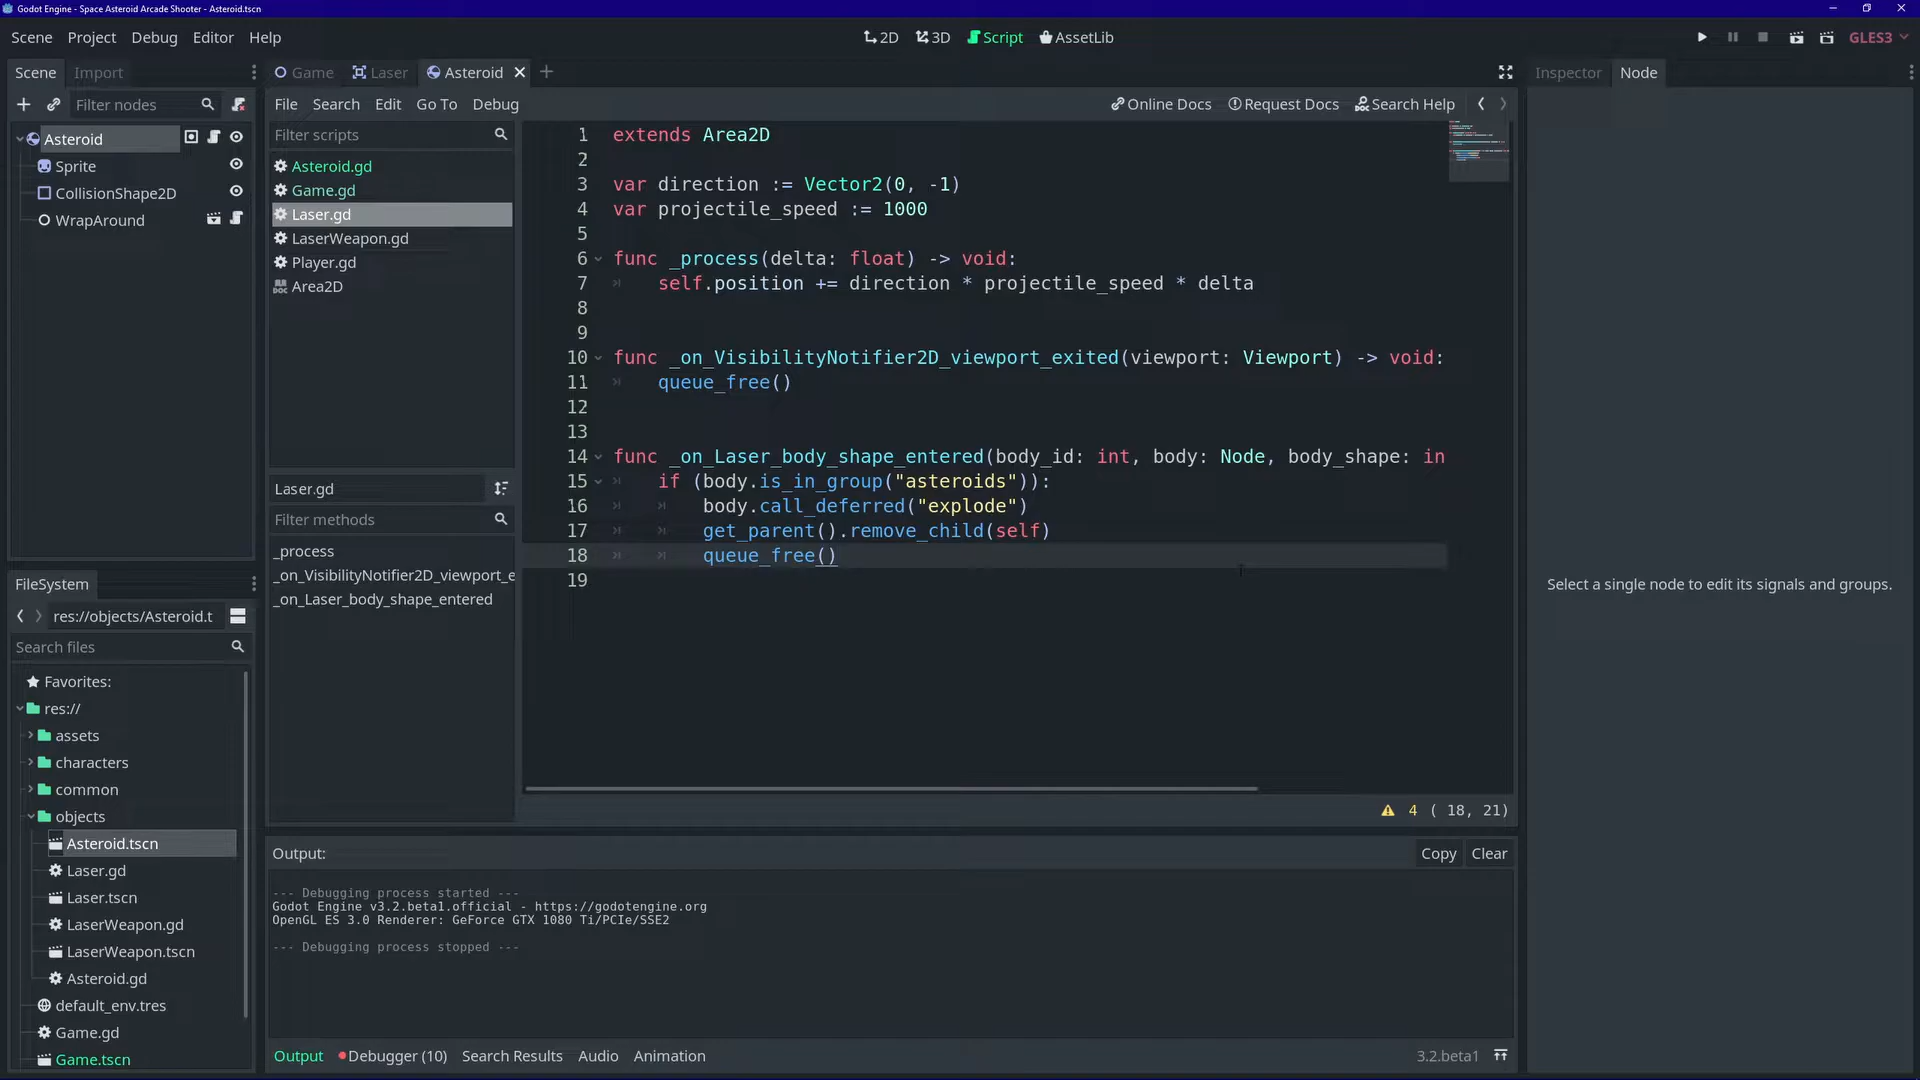 Godot Engine - Space Asteroid Arcade Shooter - Asteroid.tscn
Scene Project Debug Editor Help
2D 3D Script AssetLib
GLES3
Scene Import
Filter nodes
Asteroid
Sprite
CollisionShape2D
WrapAround
Game Laser Asteroid
File Search Edit Go To Debug
Online Docs Request Docs Search Help
Filter scripts
Asteroid.gd
Game.gd
Laser.gd
LaserWeapon.gd
Player.gd
Area2D
Laser.gd
Filter methods
_process
_on_VisibilityNotifier2D_viewport_e
_on_Laser_body_shape_entered
1 extends Area2D
2
3 var direction := Vector2(0, -1)
4 var projectile_speed := 1000
5
6 func _process(delta: float) -> void:
7 self.position += direction * projectile_speed * delta
8
9
10 func _on_VisibilityNotifier2D_viewport_exited(viewport: Viewport) -> void:
11 queue_free()
12
13
14 func _on_Laser_body_shape_entered(body_id: int, body: Node, body_shape: in
15 if (body.is_in_group("asteroids")):
16 body.call_deferred("explode")
17 get_parent().remove_child(self)
18 queue_free()
19
4 ( 18, 21)
Inspector Node
Select a single node to edit its signals and groups.
FileSystem
res://objects/Asteroid.t
Search files
Favorites:
res://
assets
characters
common
objects
Asteroid.tscn
Laser.gd
Laser.tscn
LaserWeapon.gd
LaserWeapon.tscn
Asteroid.gd
default_env.tres
Game.gd
Game.tscn
Output:
Copy Clear
--- Debugging process started ---
Godot Engine v3.2.beta1.official - https://godotengine.org
OpenGL ES 3.0 Renderer: GeForce GTX 1080 Ti/PCIe/SSE2
--- Debugging process stopped ---
Output Debugger (10) Search Results Audio Animation
3.2.beta1